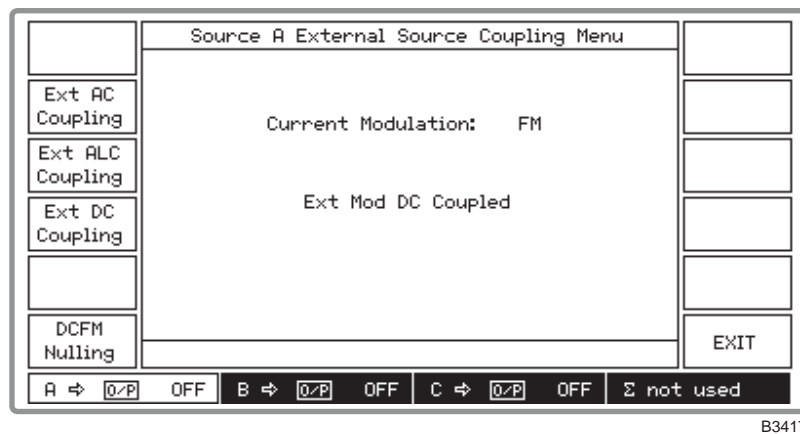 Source A External Source Coupling Menu
Ext AC
Coupling
Current Modulation: FM
Ext ALC
Coupling
Ext Mod DC Coupled
Ext DC
Coupling
DCFM
Nulling
EXIT
A ⇨ O/P OFF B ⇨ O/P OFF C ⇨ O/P OFF Σ not used
B3417